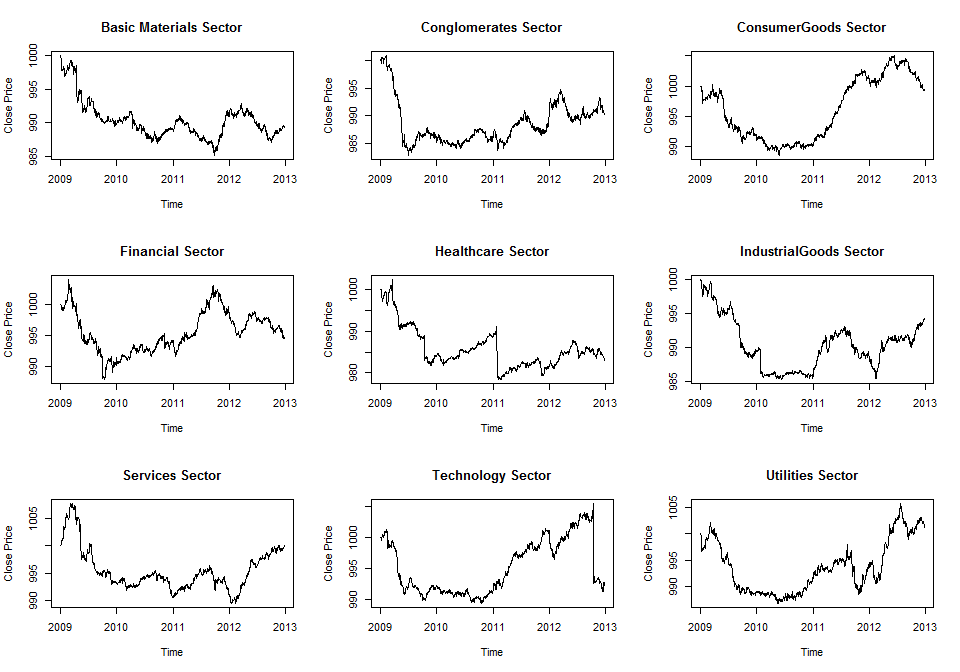 Basic Materials Sector
Close Price
985 990 995 1000
2009 2010 2011 2012 2013
Time
Conglomerates Sector
Close Price
985 990 995
2009 2010 2011 2012 2013
Time
ConsumerGoods Sector
Close Price
990 995 1000
2009 2010 2011 2012 2013
Time
Financial Sector
Close Price
990 995 1000
2009 2010 2011 2012 2013
Time
Healthcare Sector
Close Price
980 990 1000
2009 2010 2011 2012 2013
Time
IndustrialGoods Sector
Close Price
985 990 995 1000
2009 2010 2011 2012 2013
Time
Services Sector
Close Price
990 995 1005
2009 2010 2011 2012 2013
Time
Technology Sector
Close Price
990 995 1000
2009 2010 2011 2012 2013
Time
Utilities Sector
Close Price
990 995 1005
2009 2010 2011 2012 2013
Time